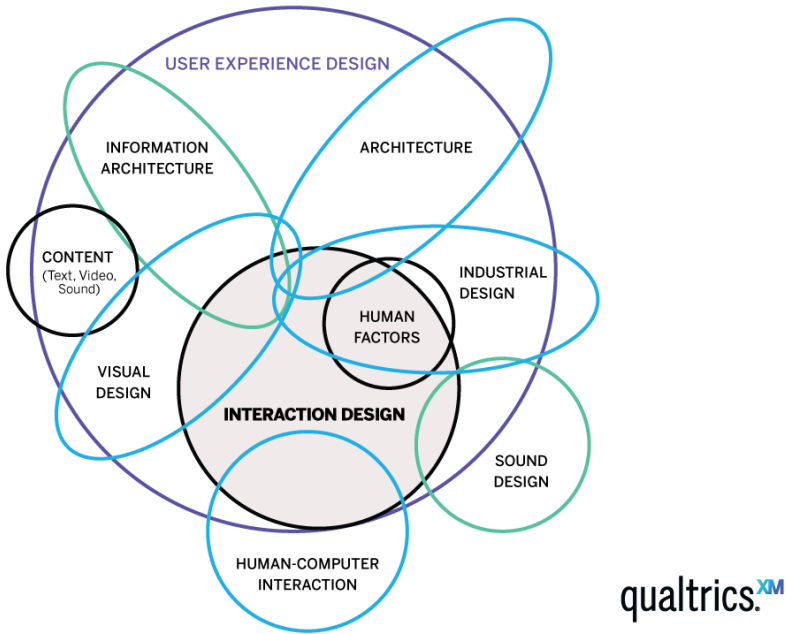 USER EXPERIENCE DESIGN
INFORMATION
ARCHITECTURE
ARCHITECTURE
CONTENT
(Text, Video,
Sound)
INDUSTRIAL
DESIGN
HUMAN
FACTORS
VISUAL
DESIGN
INTERACTION DESIGN
SOUND
DESIGN
HUMAN-COMPUTER
INTERACTION
qualtrics.XM